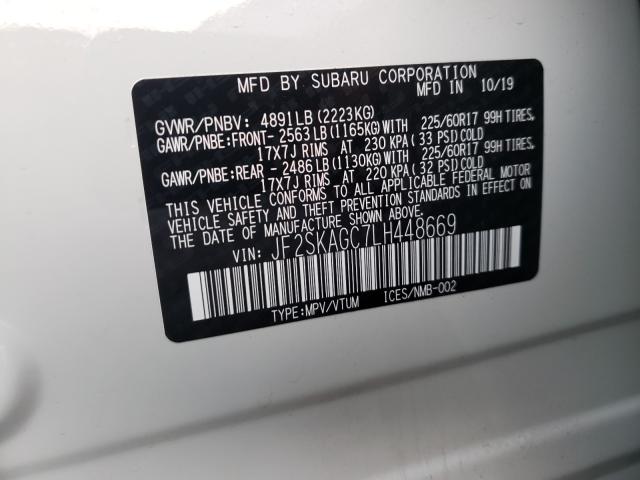 MFD BY SUBARU CORPORATION MFD IN 10/19
GVWR/PNBV: 4891LB (2223KG)
GAWR/PNBE:FRONT- 2563LB (1165KG)WITH 225/60R17 99H TIRES,
17X7J RIMS AT 230 KPA ( 33 PSI)COLD
GAWR/PNBE:REAR - 2486LB (1130KG)WITH 225/60R17 99H TIRES,
17X7J RIMS AT 220 KPA ( 32 PSI)COLD
THIS VEHICLE CONFORMS TO ALL APPLICABLE FEDERAL MOTOR
VEHICLE SAFETY AND THEFT PREVENTION STANDARDS IN EFFECT ON
THE DATE OF MANUFACTURE SHOWN ABOVE.
VIN: JF2SKAGC7LH448669
TYPE:MPV/VTUM ICES/NMB-002